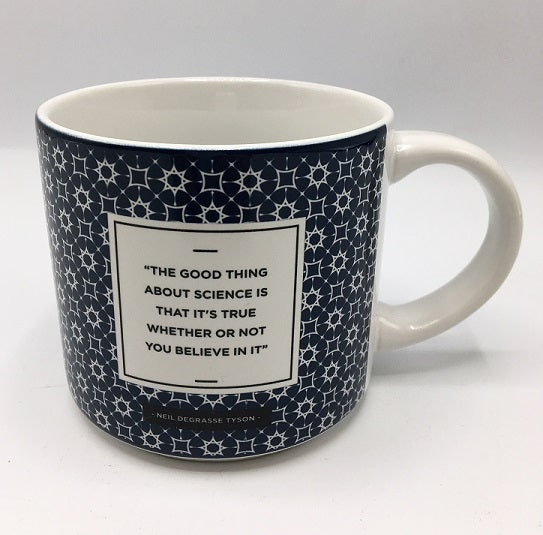 “THE GOOD THING
ABOUT SCIENCE IS
THAT IT’S TRUE
WHETHER OR NOT
YOU BELIEVE IN IT”
- NEIL DEGRASSE TYSON -